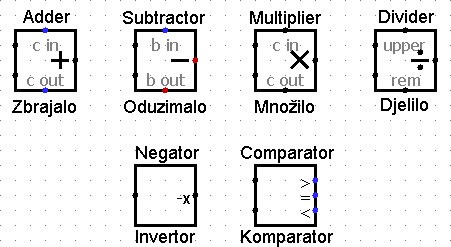 Adder Subtractor Multiplier Divider
c in b in c in upper
+ − × ÷
c out b out c out rem
Zbrajalo Oduzimalo Množilo Djelilo
Negator Comparator
>
-x =
<
Invertor Komparator